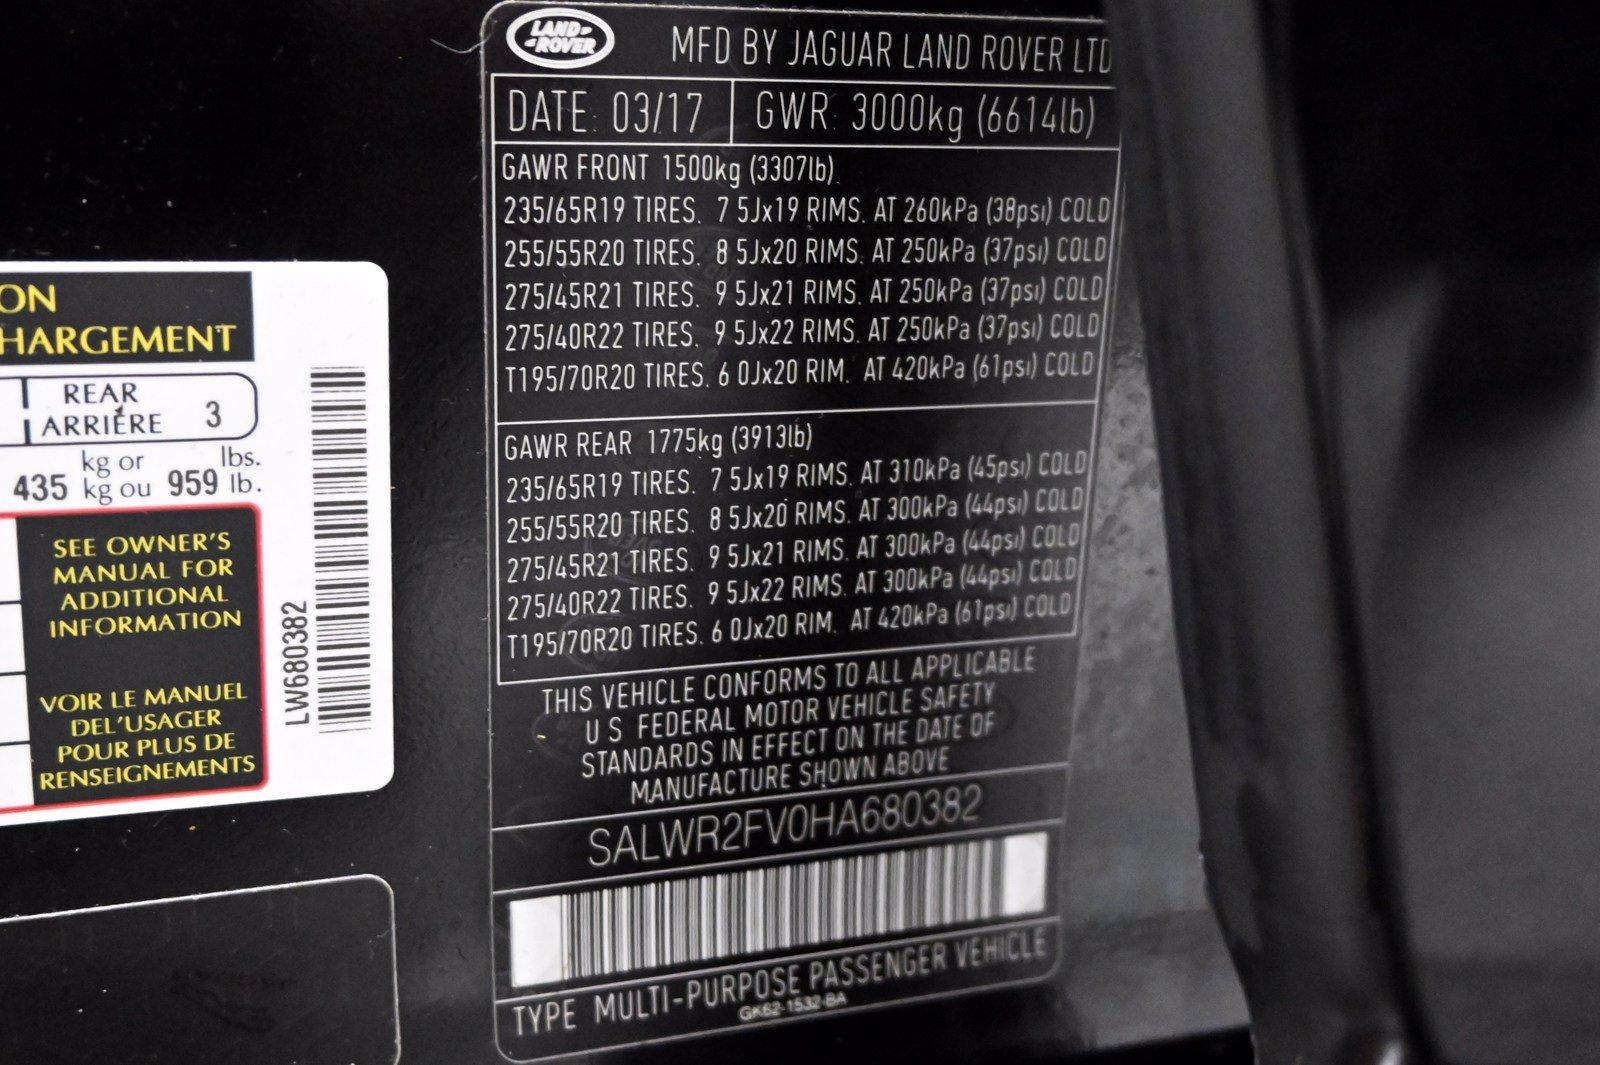 LAND-
-ROVER
MFD BY JAGUAR LAND ROVER LTD
DATE: 03/17
GWR: 3000kg (6614lb)
GAWR FRONT 1500kg (3307lb)
235/65R19 TIRES. 7 5Jx19 RIMS. AT 260kPa (38psi) COLD
255/55R20 TIRES. 8 5Jx20 RIMS. AT 250kPa (37psi) COLD
275/45R21 TIRES. 9 5Jx21 RIMS. AT 250kPa (37psi) COLD
275/40R22 TIRES. 9 5Jx22 RIMS. AT 250kPa (37psi) COLD
T195/70R20 TIRES. 6 0Jx20 RIM. AT 420kPa (61psi) COLD
GAWR REAR 1775kg (3913lb)
235/65R19 TIRES. 7 5Jx19 RIMS. AT 310kPa (45psi) COLD
255/55R20 TIRES. 8 5Jx20 RIMS. AT 300kPa (44psi) COLD
275/45R21 TIRES. 9 5Jx21 RIMS. AT 300kPa (44psi) COLD
275/40R22 TIRES. 9 5Jx22 RIMS. AT 300kPa (44psi) COLD
T195/70R20 TIRES. 6 0Jx20 RIM. AT 420kPa (61psi) COLD
THIS VEHICLE CONFORMS TO ALL APPLICABLE
U S FEDERAL MOTOR VEHICLE SAFETY
STANDARDS IN EFFECT ON THE DATE OF
MANUFACTURE SHOWN ABOVE
SALWR2FV0HA680382
TYPE MULTI-PURPOSE PASSENGER VEHICLE
GK62-1532-BA
ON
HARGEMENT
REAR
ARRIÈRE 3
kg or lbs.
435 kg ou 959 lb.
SEE OWNER'S
MANUAL FOR
ADDITIONAL
INFORMATION
VOIR LE MANUEL
DEL'USAGER
POUR PLUS DE
RENSEIGNEMENTS
LW680382